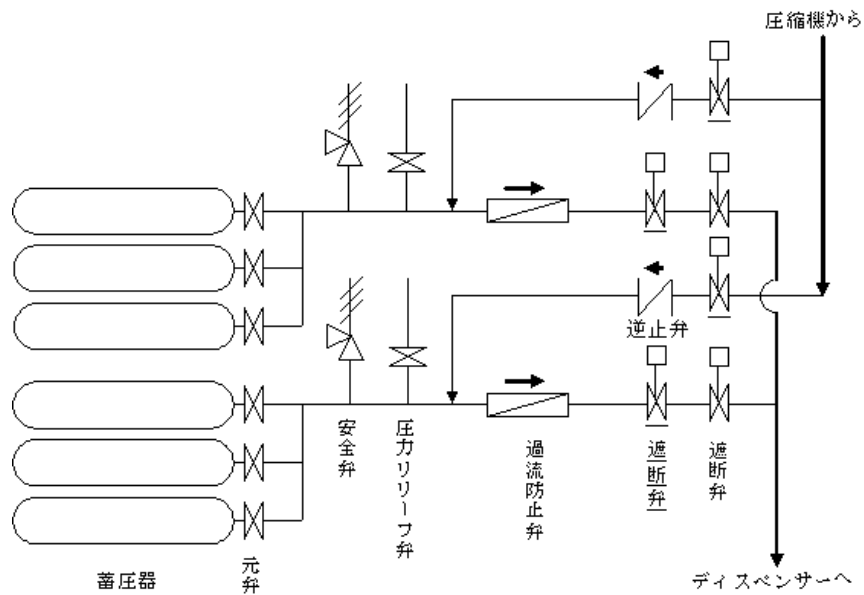 圧縮機から
逆止弁
安全弁
圧力リリーフ弁
過流防止弁
遮断弁
遮断弁
元弁
蓄圧器
ディスペンサーへ